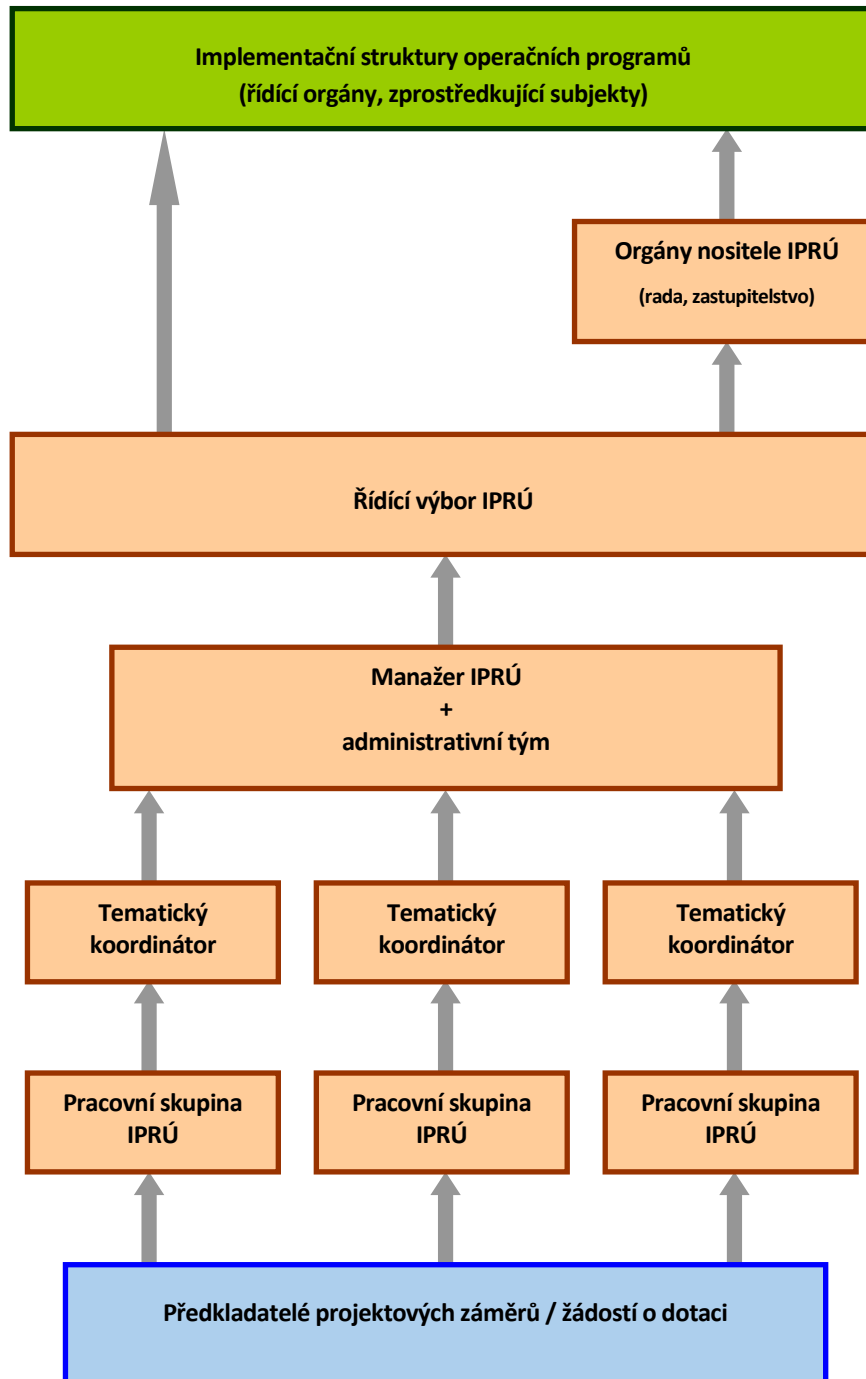 Implementační struktury operačních programů
(řídící orgány, zprostředkující subjekty)
Orgány nositele IPRÚ
(rada, zastupitelstvo)
Řídící výbor IPRÚ
Manažer IPRÚ
+
administrativní tým
Tematický
koordinátor
Tematický
koordinátor
Tematický
koordinátor
Pracovní skupina
IPRÚ
Pracovní skupina
IPRÚ
Pracovní skupina
IPRÚ
Předkladatelé projektových záměrů / žádostí o dotaci